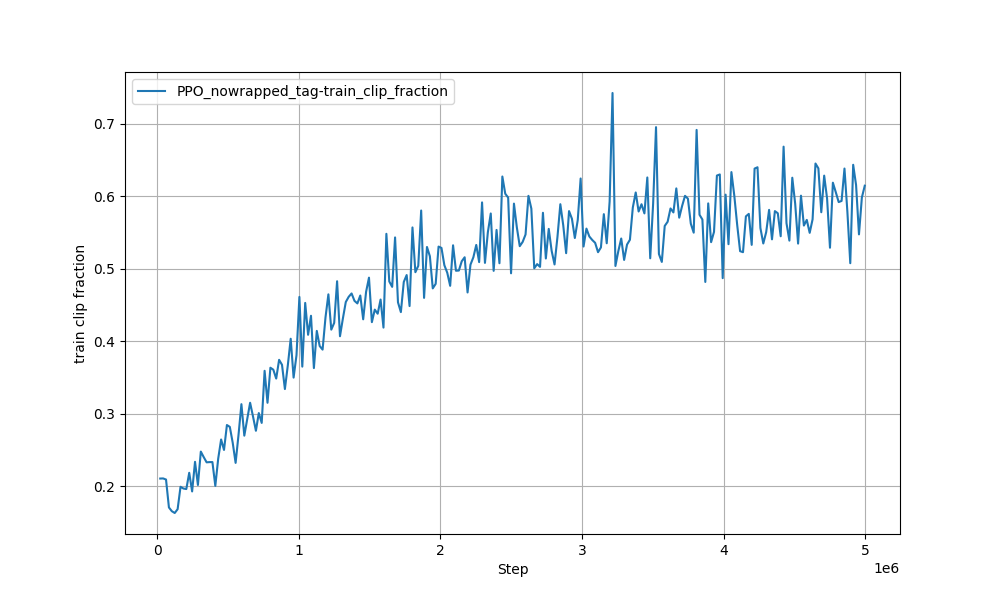 PPO_nowrapped_tag-train_clip_fraction
train clip fraction
0.7
0.6
0.5
0.4
0.3
0.2
0 1 2 3 4 5
1e6
Step